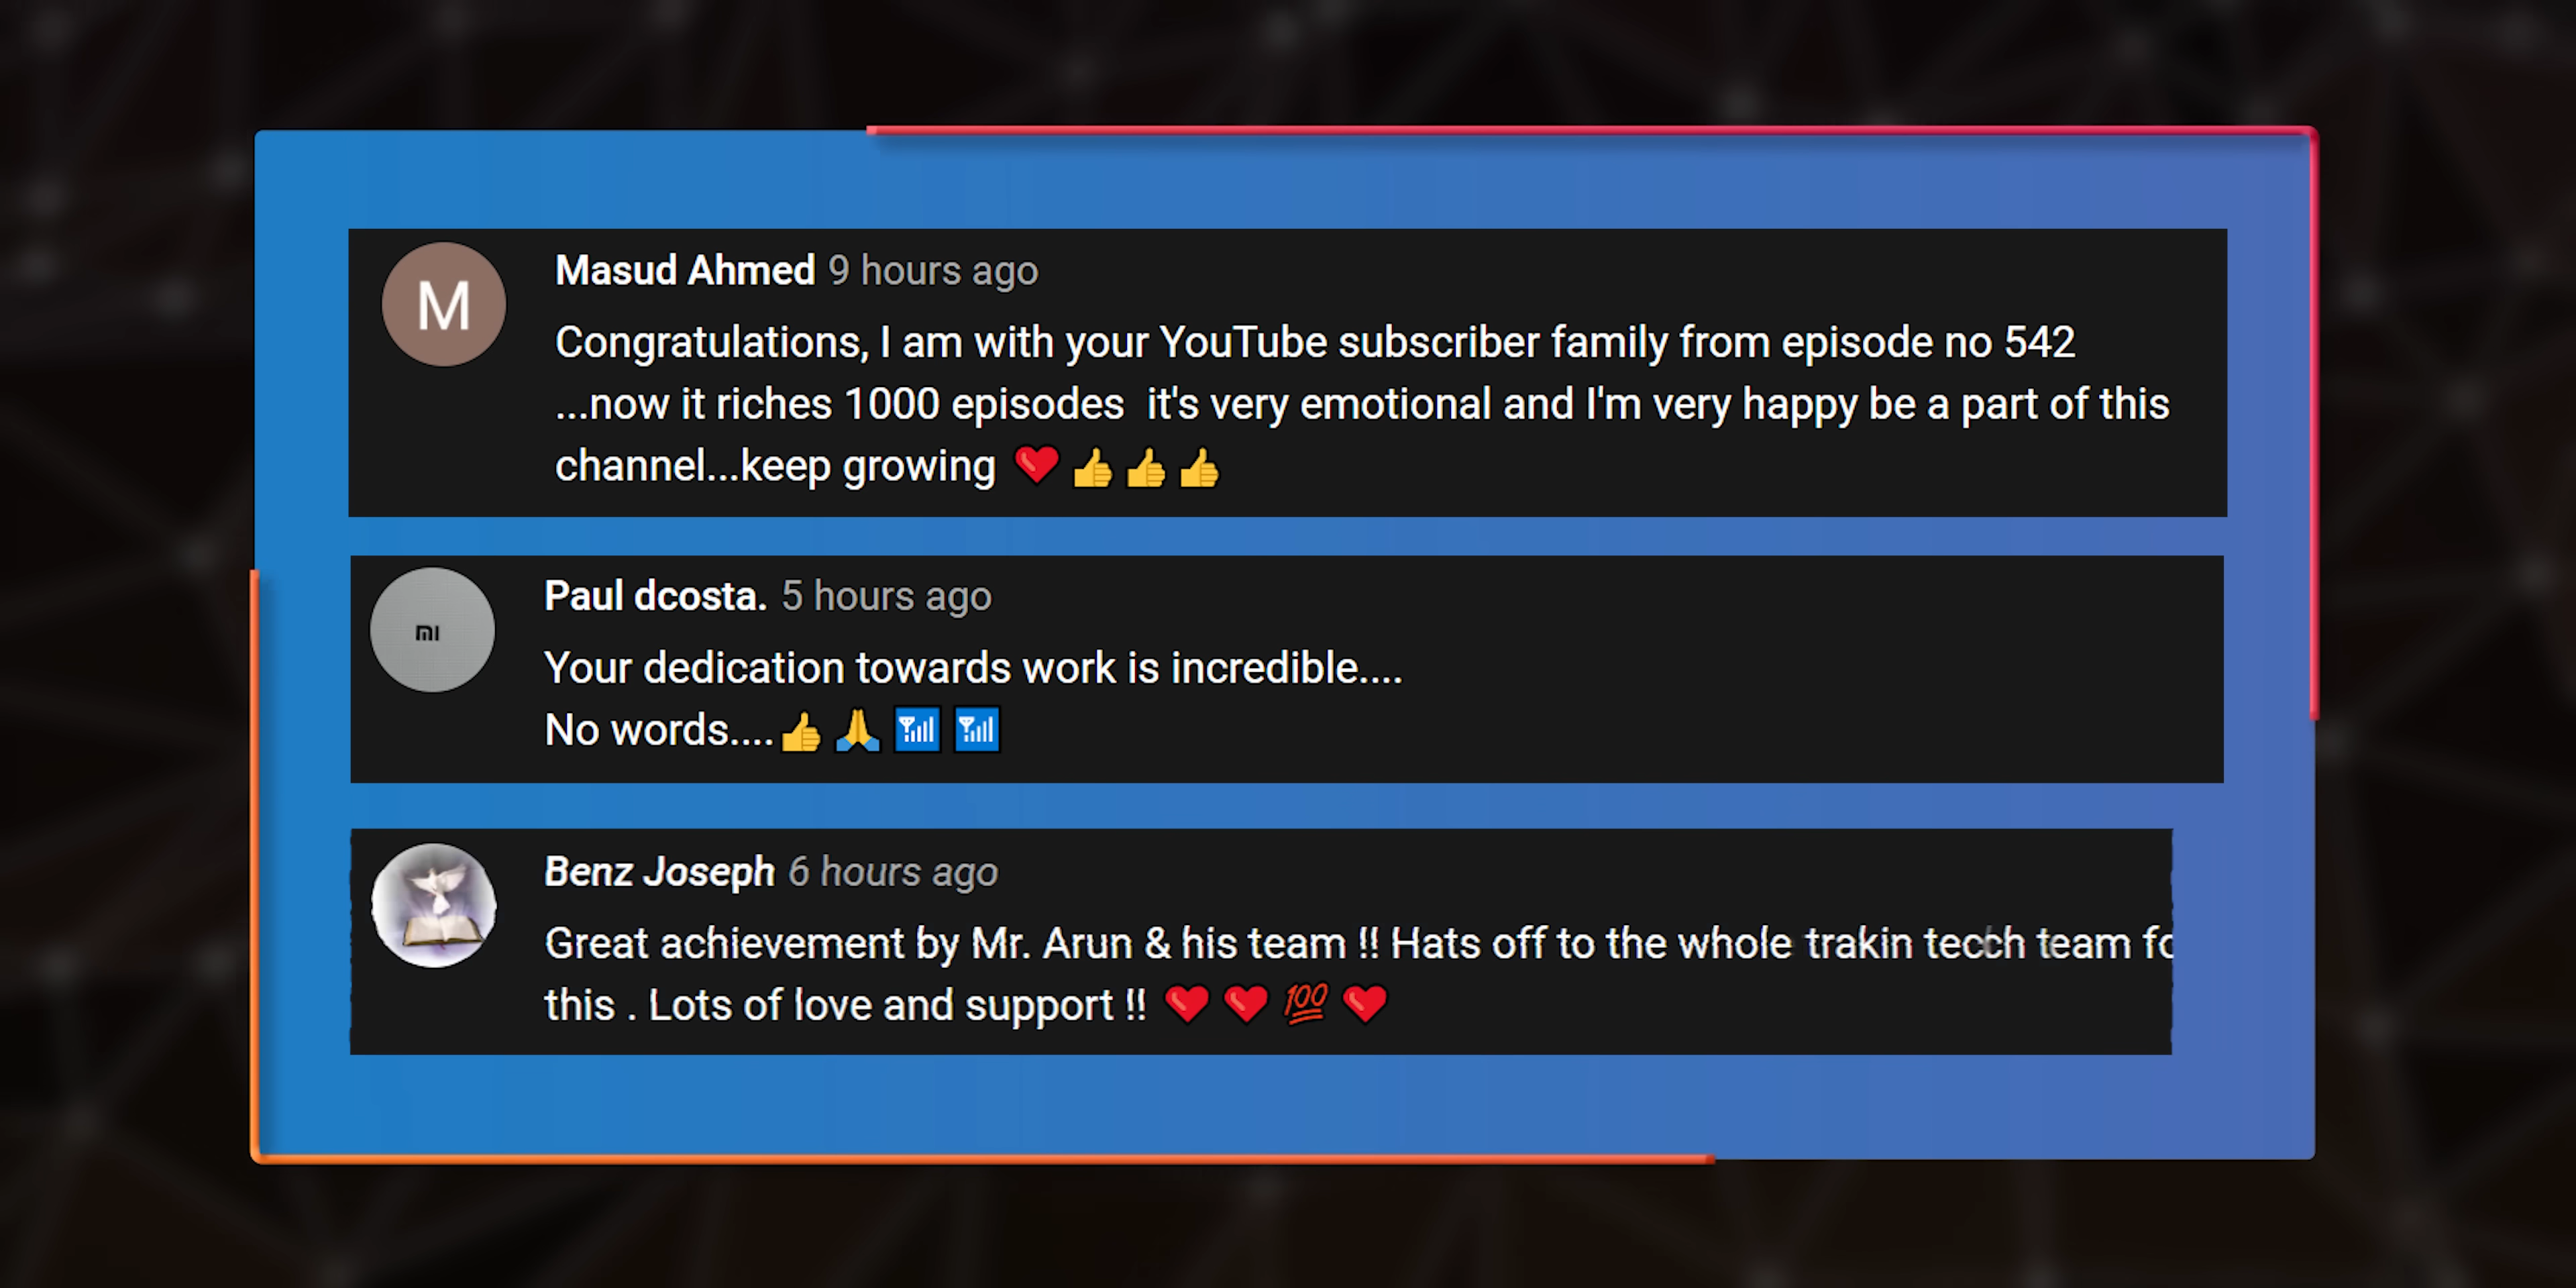 M
Masud Ahmed 9 hours ago
Congratulations, I am with your YouTube subscriber family from episode no 542
...now it riches 1000 episodes  it's very emotional and I'm very happy be a part of this
channel...keep growing ❤️👍👍👍
mi
Paul dcosta. 5 hours ago
Your dedication towards work is incredible....
No words....👍🙏📶📶
Benz Joseph 6 hours ago
Great achievement by Mr. Arun & his team !! Hats off to the whole trakin tecch team
this . Lots of love and support !! ❤️❤️💯❤️